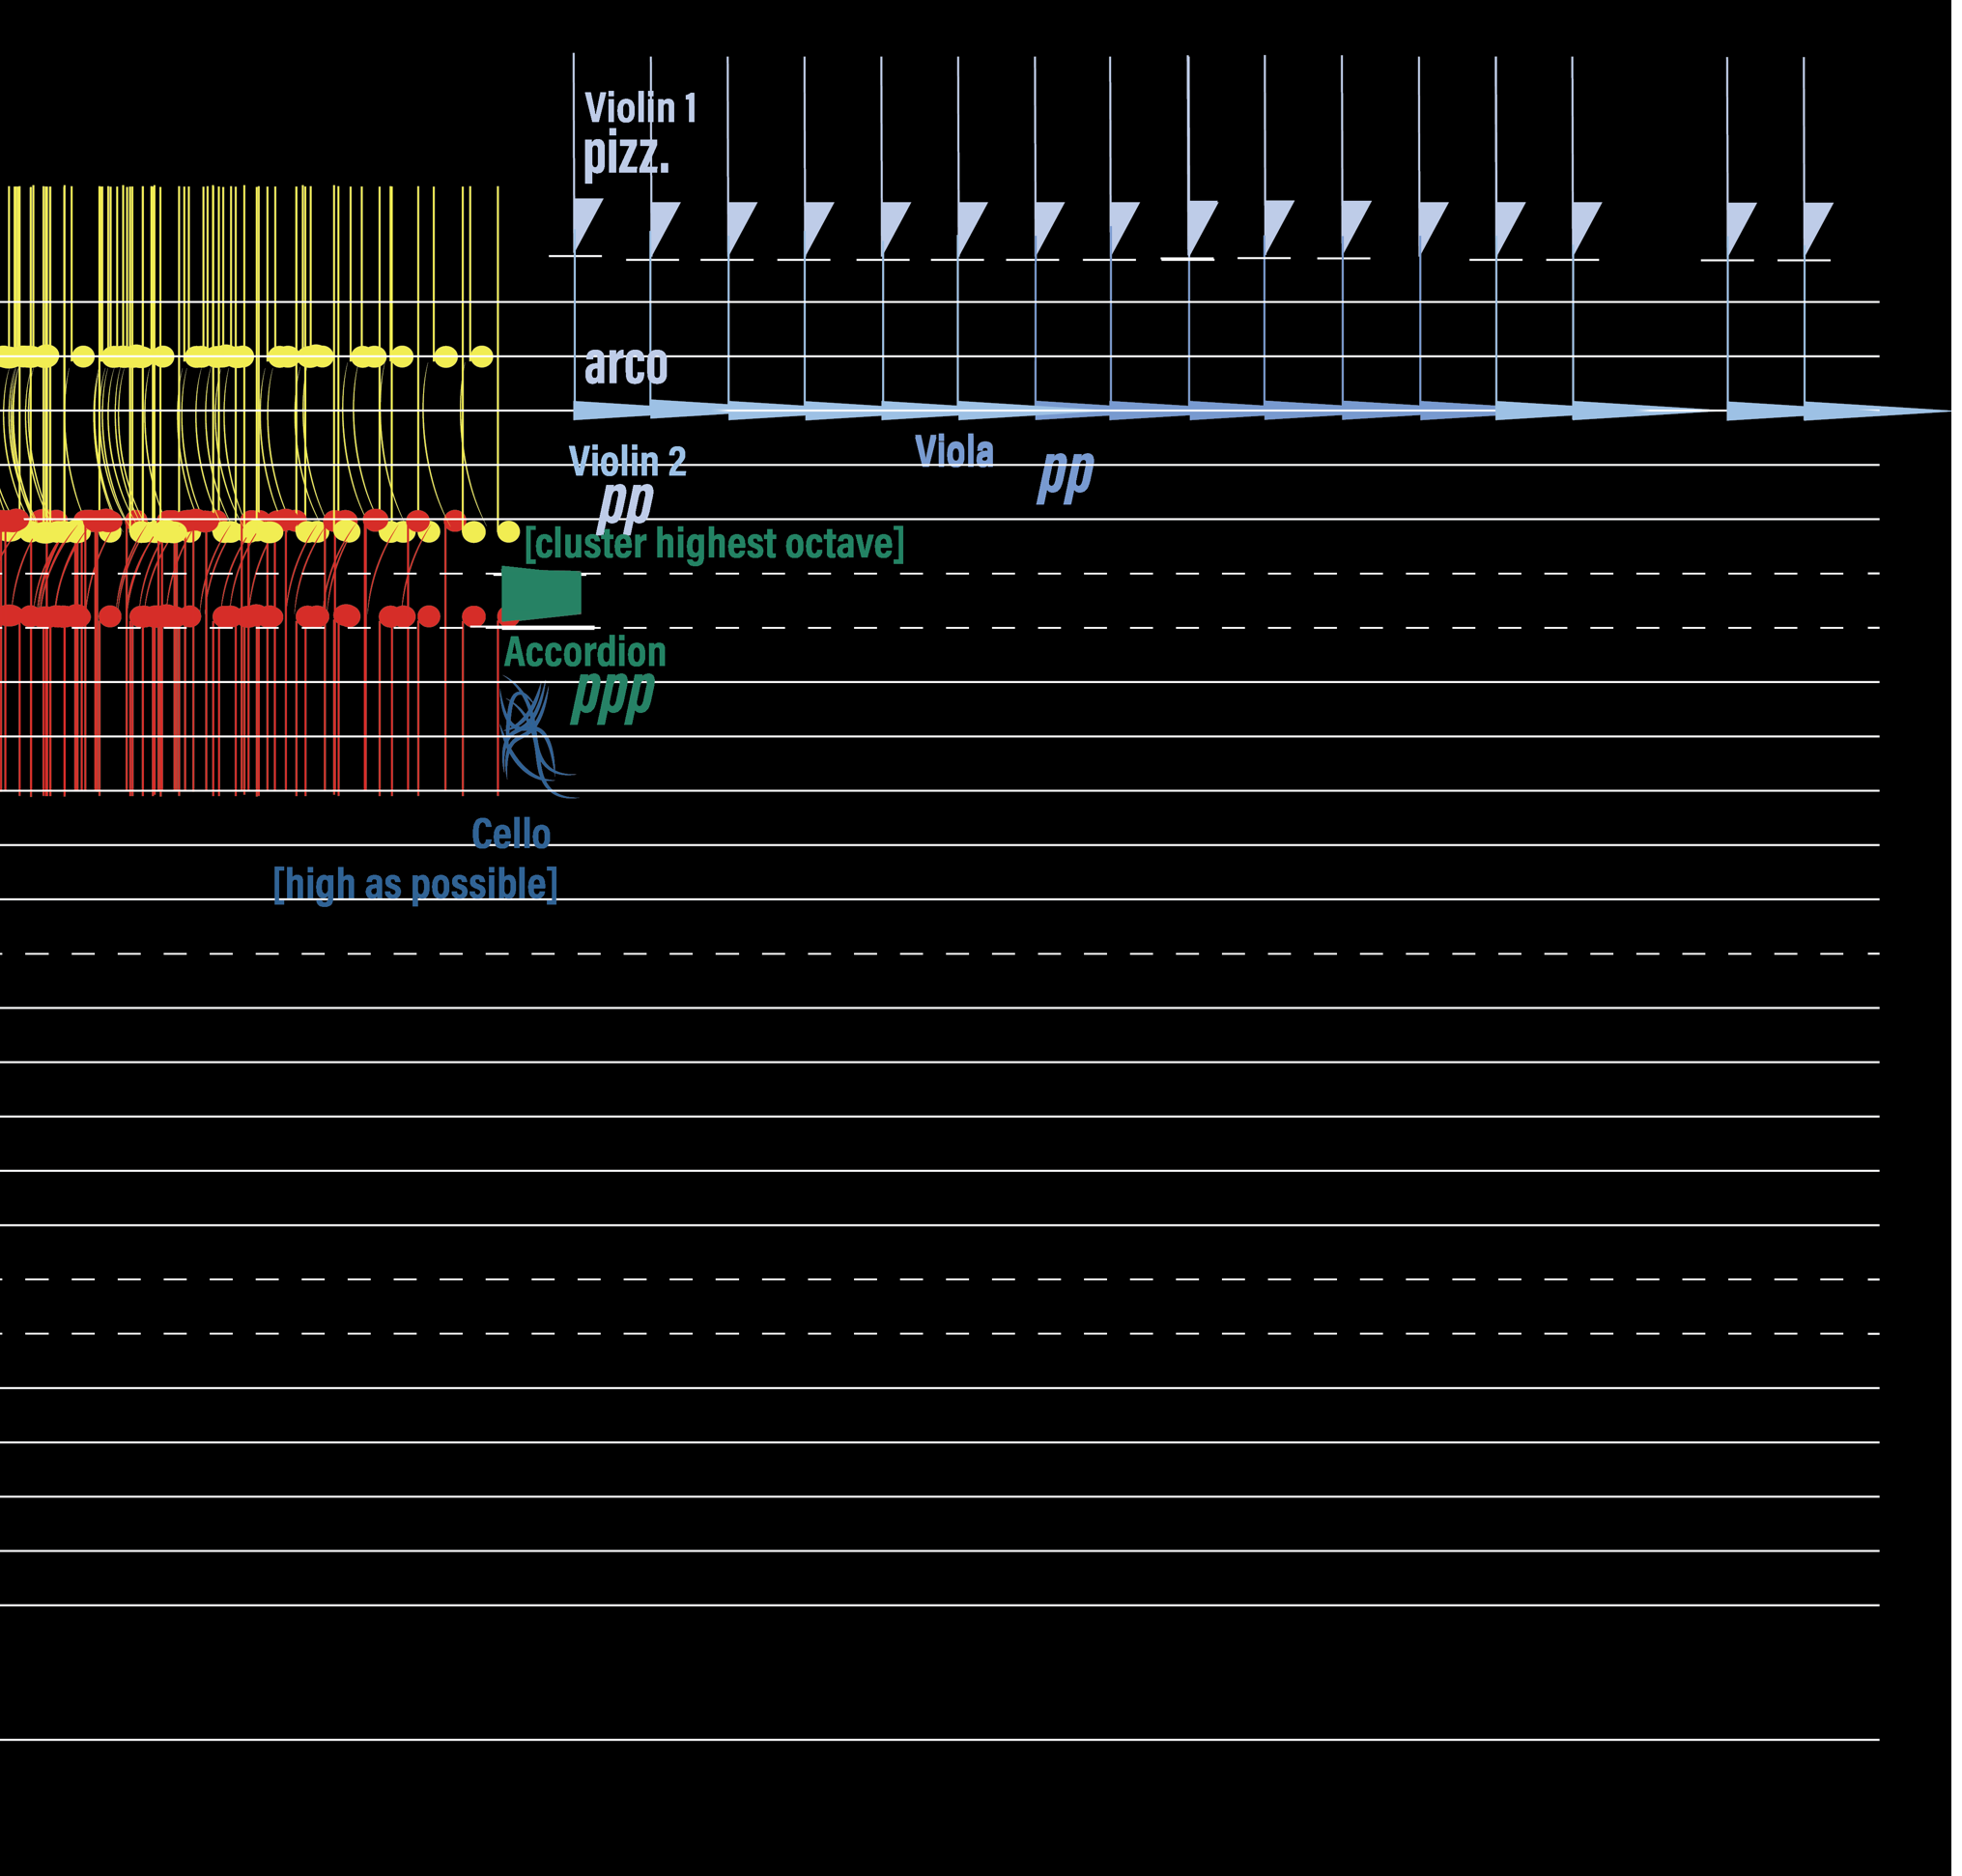 Violin 1
pizz.
arco
Violin 2
pp
Viola
pp
[cluster highest octave]
Accordion
ppp
Cello
[high as possible]